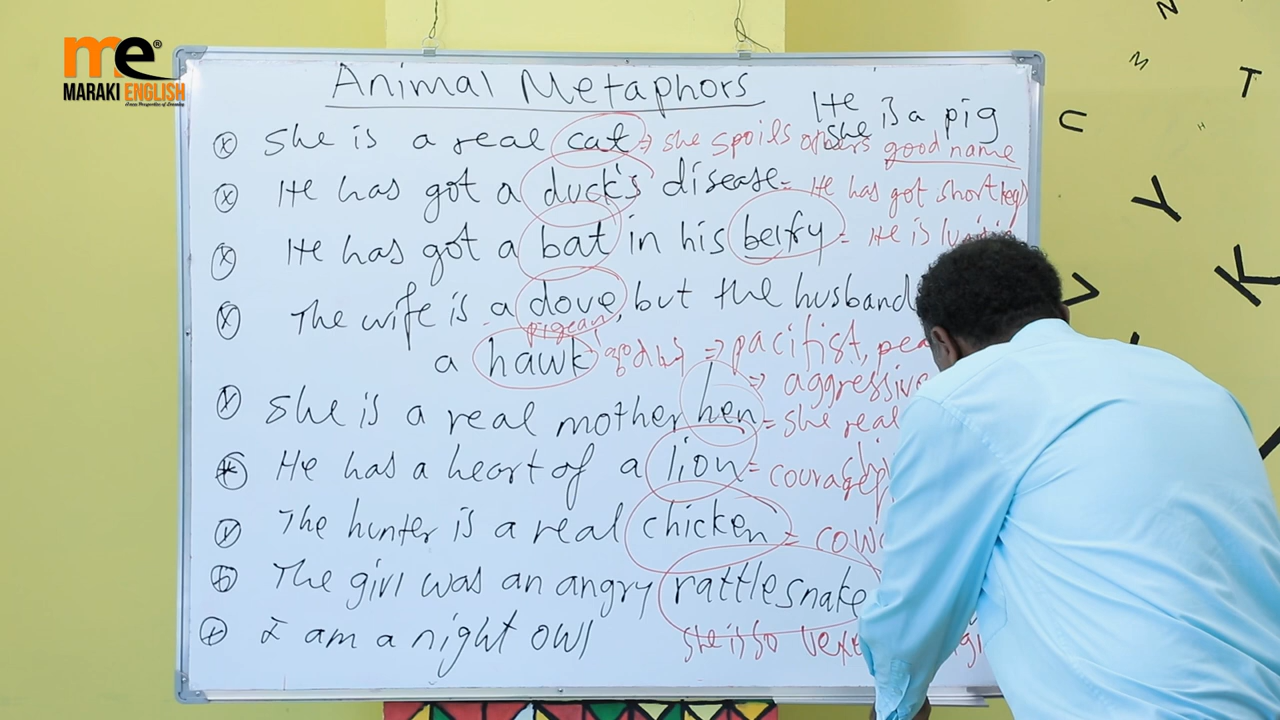 me®
MARAKI ENGLISH
Animal Metaphors
He
she is a pig
She is a real cat → she spoils others good name
He has got a duck's disease = He has got short legs
He has got a bat in his belfry = He is
The wife is a dove, but the husband
pigean
a hawk → pacifist,
→ aggressive
She is a real mother hen = she real
He has a heart of a lion = courage
The hunter is a real chicken =
The girl was an angry rattlesnake
she is so
I am a night owl
N
M
T
C
Y
K